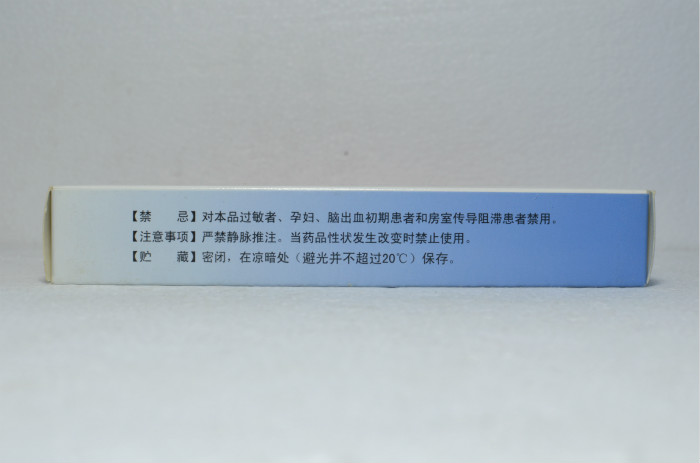 【禁　　忌】对本品过敏者、孕妇、脑出血初期患者和房室传导阻滞患者禁用。
【注意事项】严禁静脉推注。当药品性状发生改变时禁止使用。
【贮　　藏】密闭，在凉暗处（避光并不超过20℃）保存。